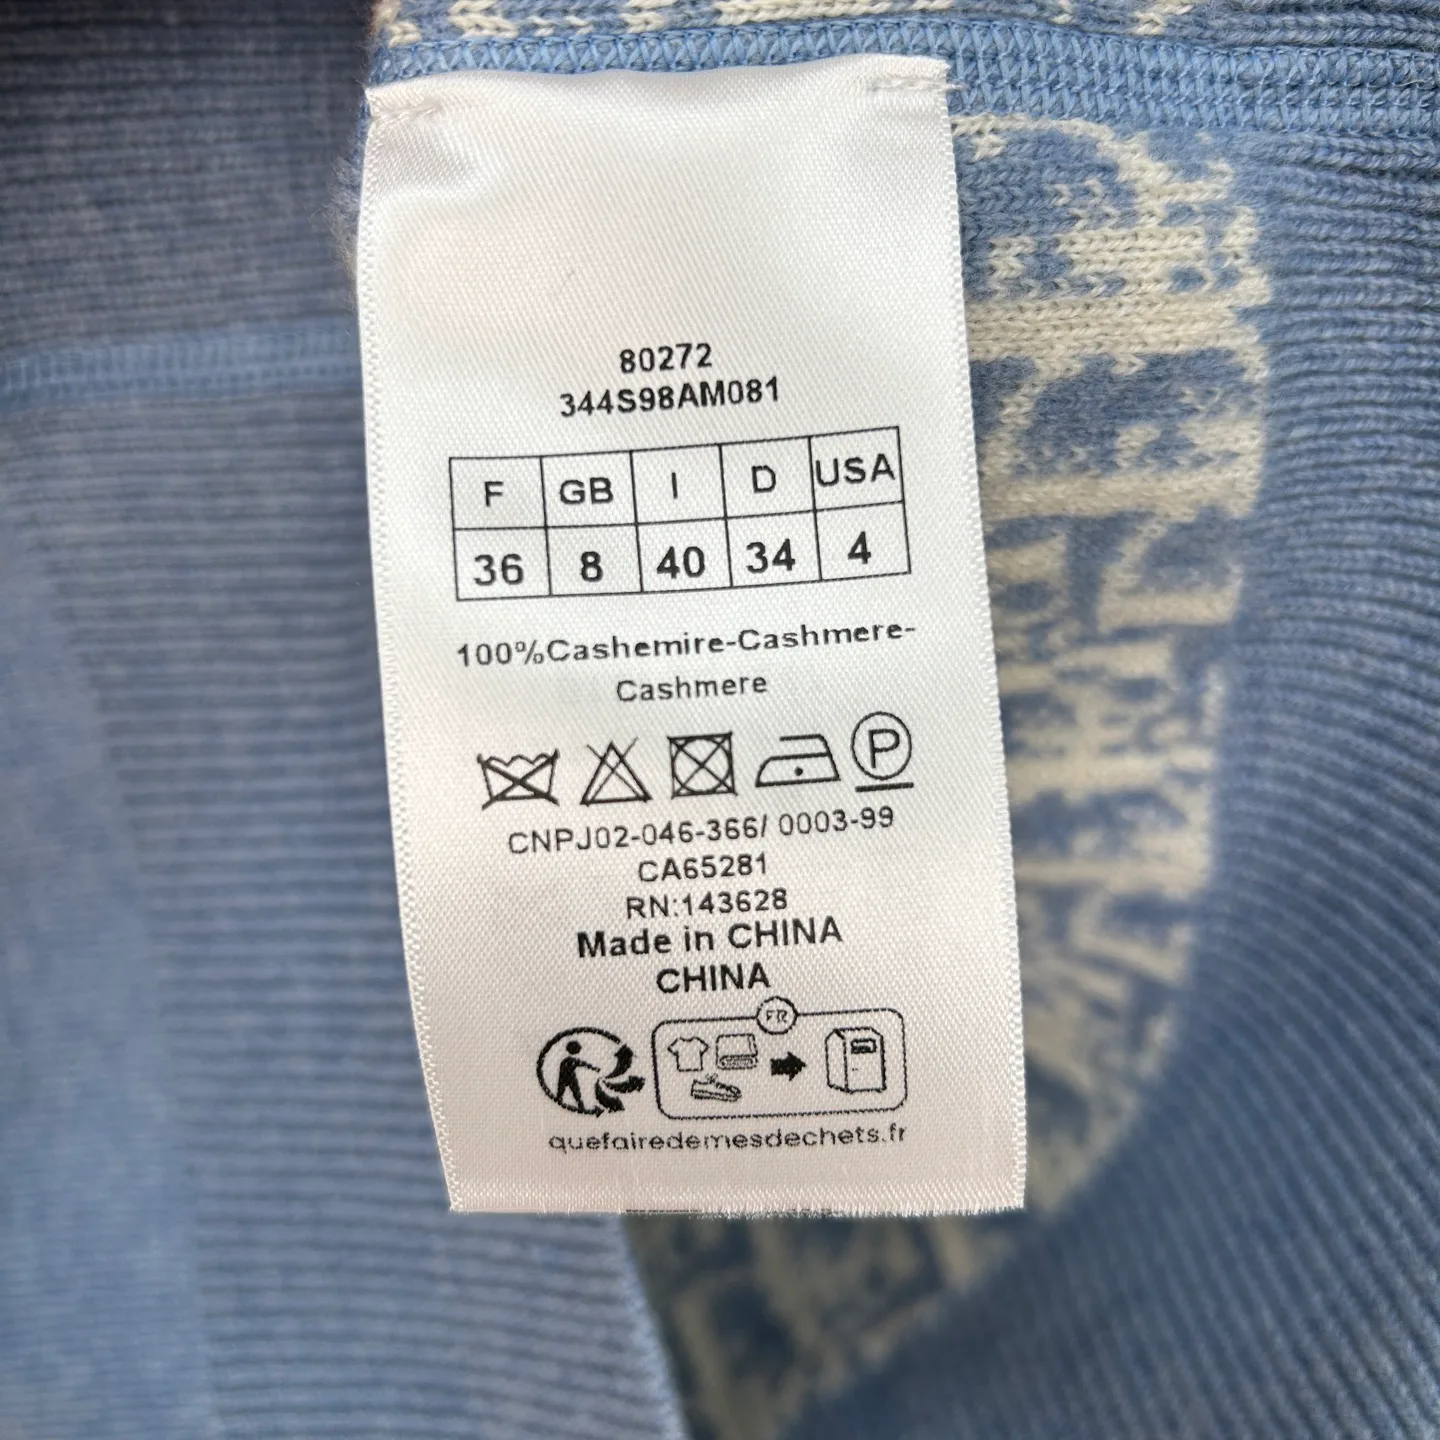 80272
344S98AM081
F GB I D USA
36 8 40 34 4
100%Cashemire-Cashmere-
Cashmere
P
CNPJ02-046-366/ 0003-99
CA65281
RN:143628
Made in CHINA
CHINA
FR
quefairedemesdechets.fr